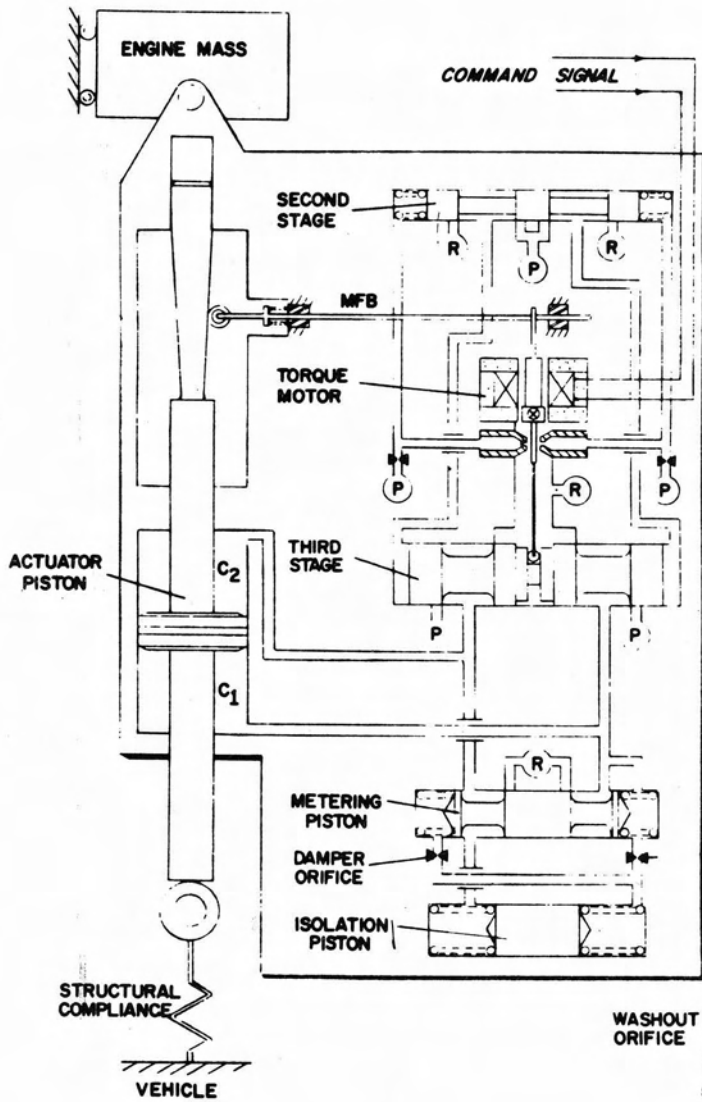 ENGINE MASS
COMMAND SIGNAL
SECOND
STAGE
R
R
P
MFB
TORQUE
MOTOR
P
R
P
ACTUATOR
PISTON
C2
THIRD
STAGE
P
P
C1
R
METERING
PISTON
DAMPER
ORIFICE
ISOLATION
PISTON
STRUCTURAL
COMPLIANCE
WASHOUT
ORIFICE
VEHICLE